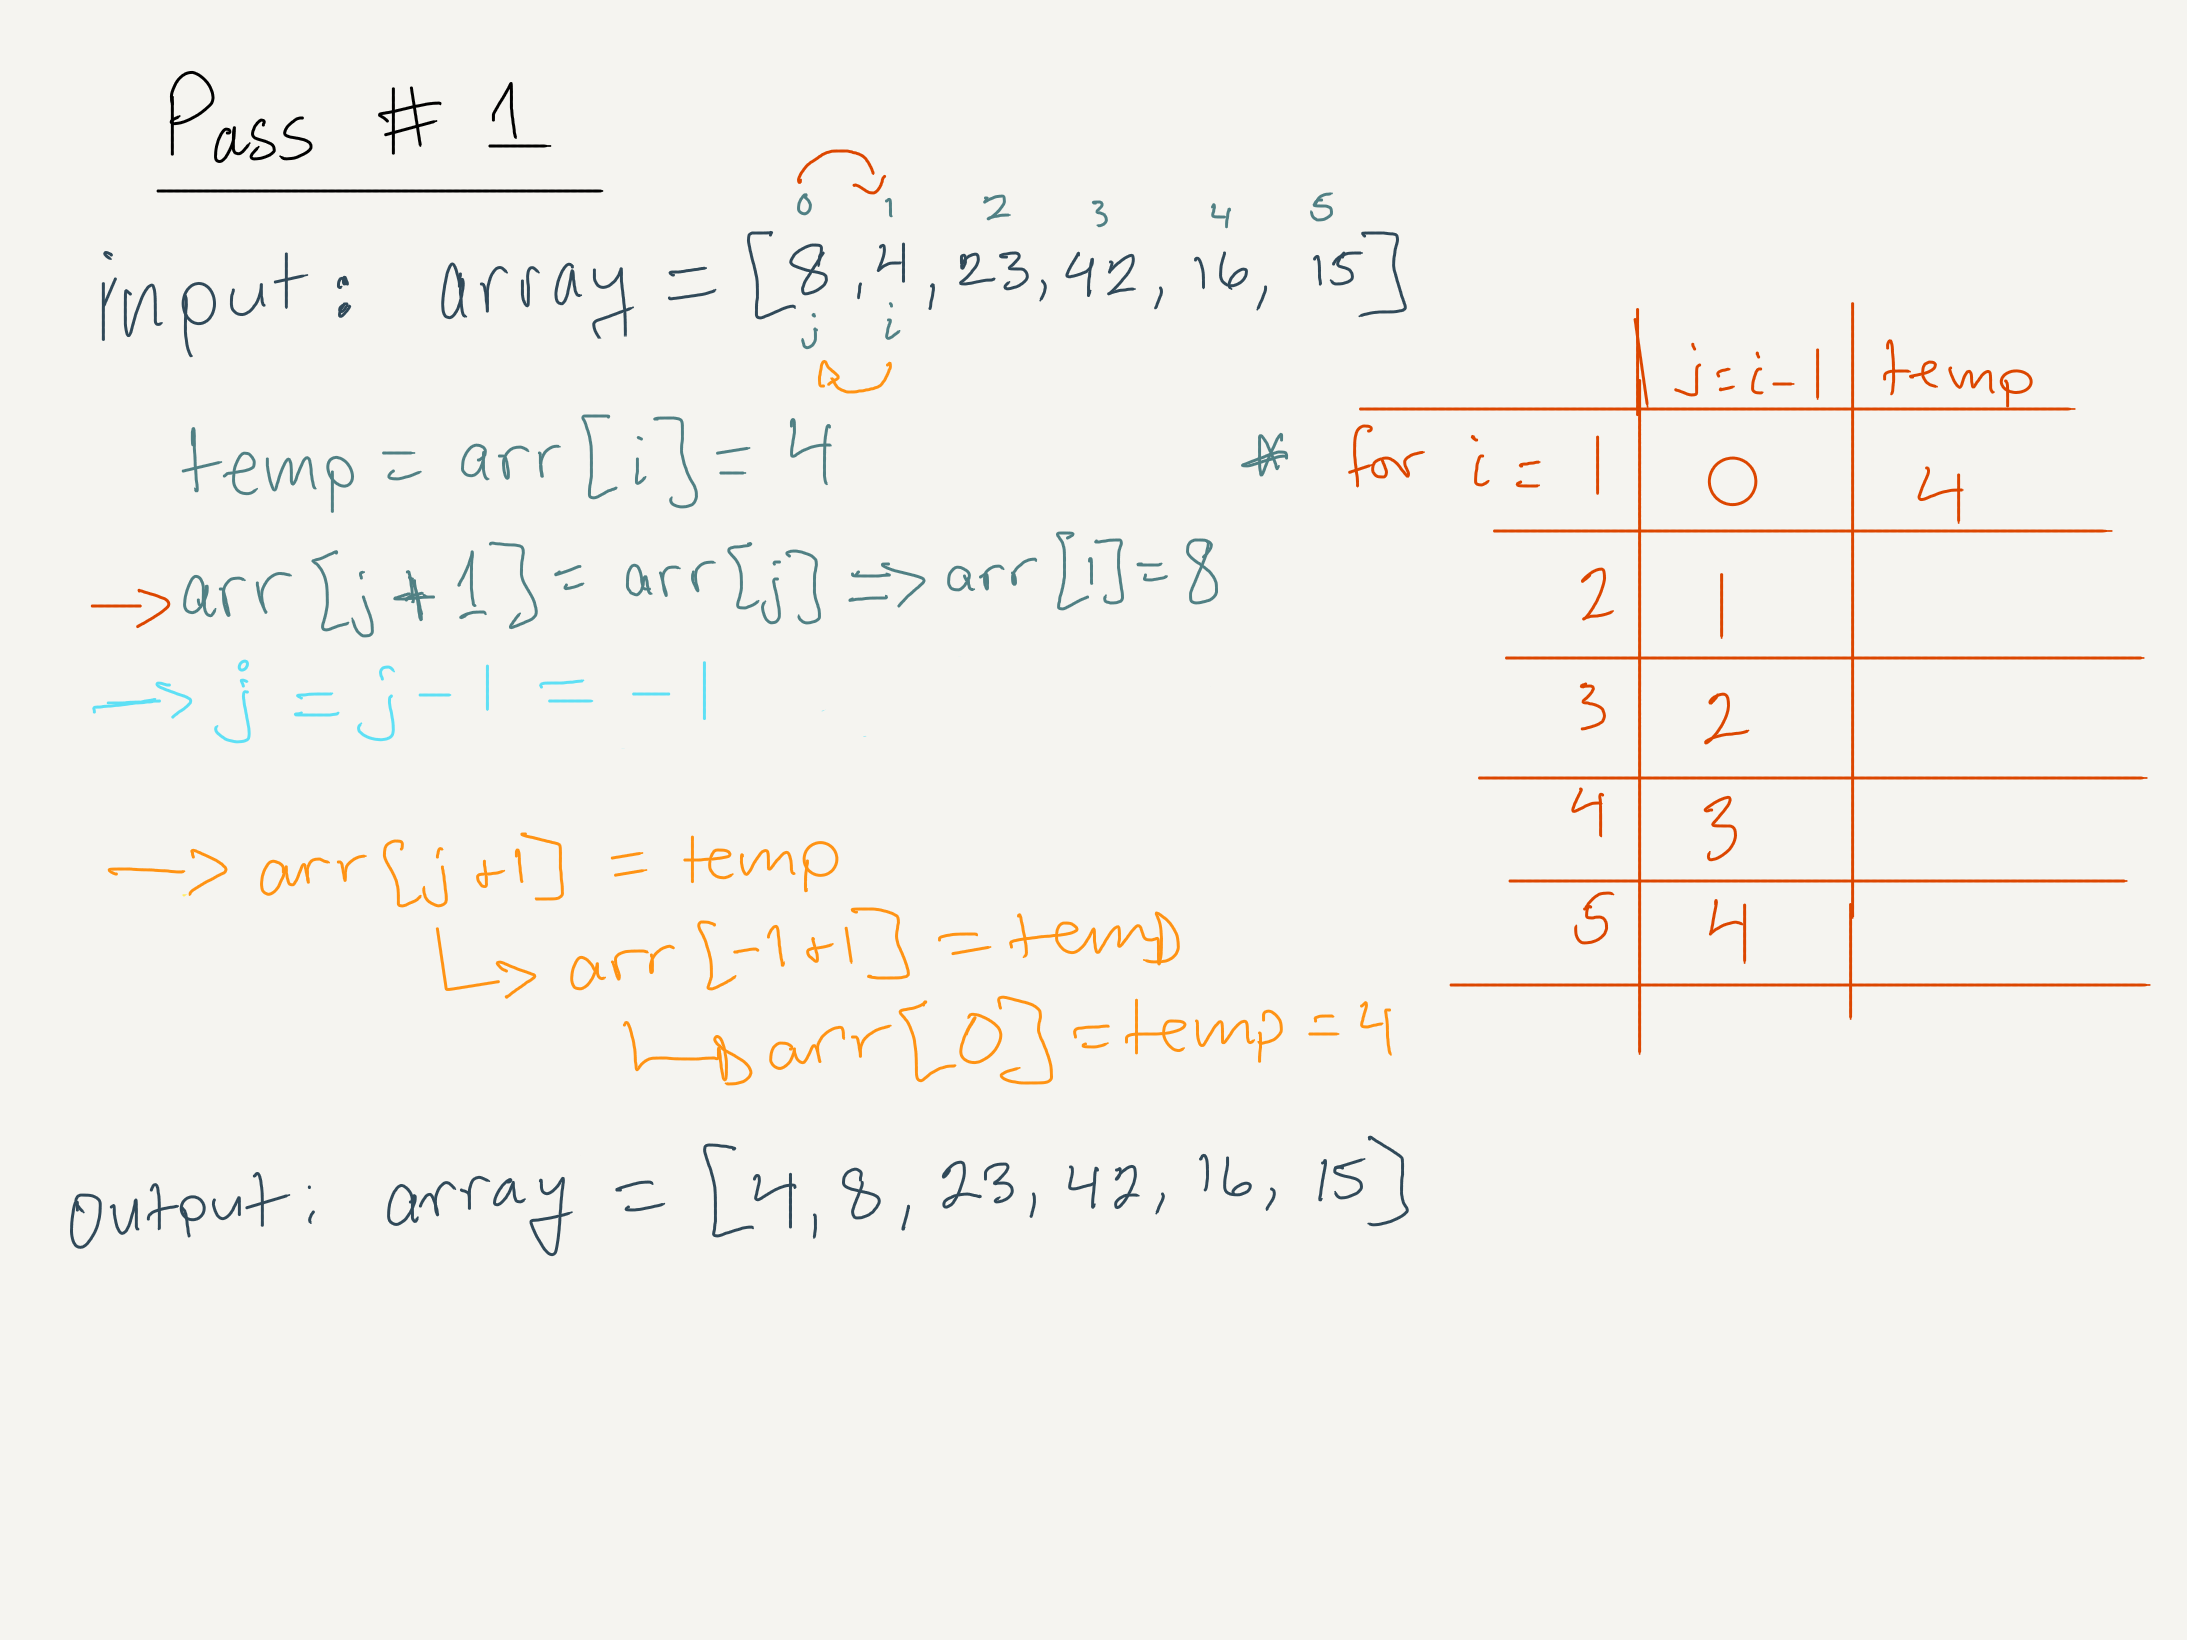 Pass # 1
0 1 2 3 4 5
input: array = [8, 4, 23, 42, 16, 15]
j i
temp = arr[i] = 4
→ arr[j+1] = arr[j] => arr[1] = 8
→ j = j-1 = -1
→ arr[j+1] = temp
↳ arr[-1+1] = temp
↳ arr[0] = temp = 4
output: array = [4, 8, 23, 42, 16, 15]
j=i-1 temp
* for i = 1 0 4
2 1
3 2
4 3
5 4